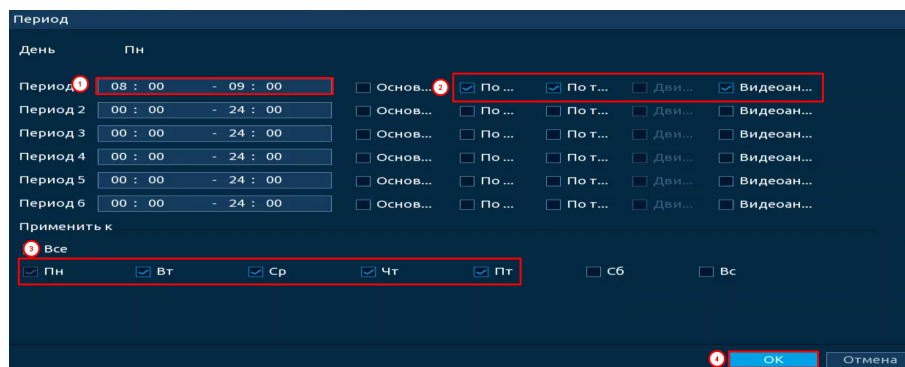 Период
День Пн
Период 1 08 : 00 - 09 : 00 Основ... 2 По ... По т... Дви... Видеоан...
Период 2 00 : 00 - 24 : 00 Основ... По ... По т... Дви... Видеоан...
Период 3 00 : 00 - 24 : 00 Основ... По ... По т... Дви... Видеоан...
Период 4 00 : 00 - 24 : 00 Основ... По ... По т... Дви... Видеоан...
Период 5 00 : 00 - 24 : 00 Основ... По ... По т... Дви... Видеоан...
Период 6 00 : 00 - 24 : 00 Основ... По ... По т... Дви... Видеоан...
Применить к
3 Все
Пн Вт Ср Чт Пт Сб Вс
4 OK Отмена